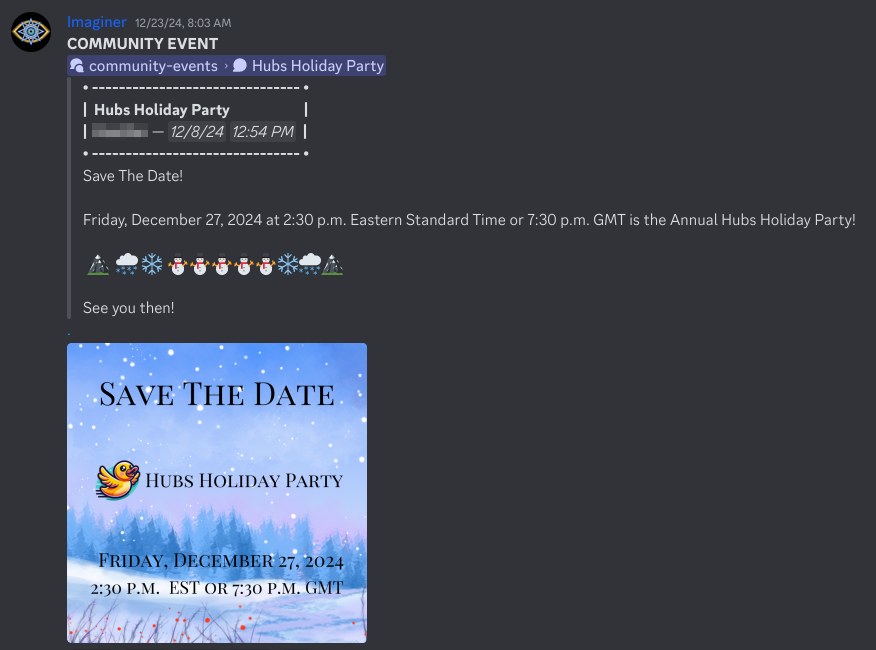 Imaginer 12/23/24, 8:03 AM
COMMUNITY EVENT
community-events › Hubs Holiday Party
• ------------------------------ •
| Hubs Holiday Party |
| — 12/8/24 12:54 PM |
• ------------------------------ •
Save The Date!
Friday, December 27, 2024 at 2:30 p.m. Eastern Standard Time or 7:30 p.m. GMT is the Annual Hubs Holiday Party!
🏔️🌨️❄️⛄⛄⛄⛄⛄❄️🌨️🏔️
See you then!
.
Save The Date
Hubs Holiday Party
Friday, December 27, 2024
2:30 p.m. EST or 7:30 p.m. GMT